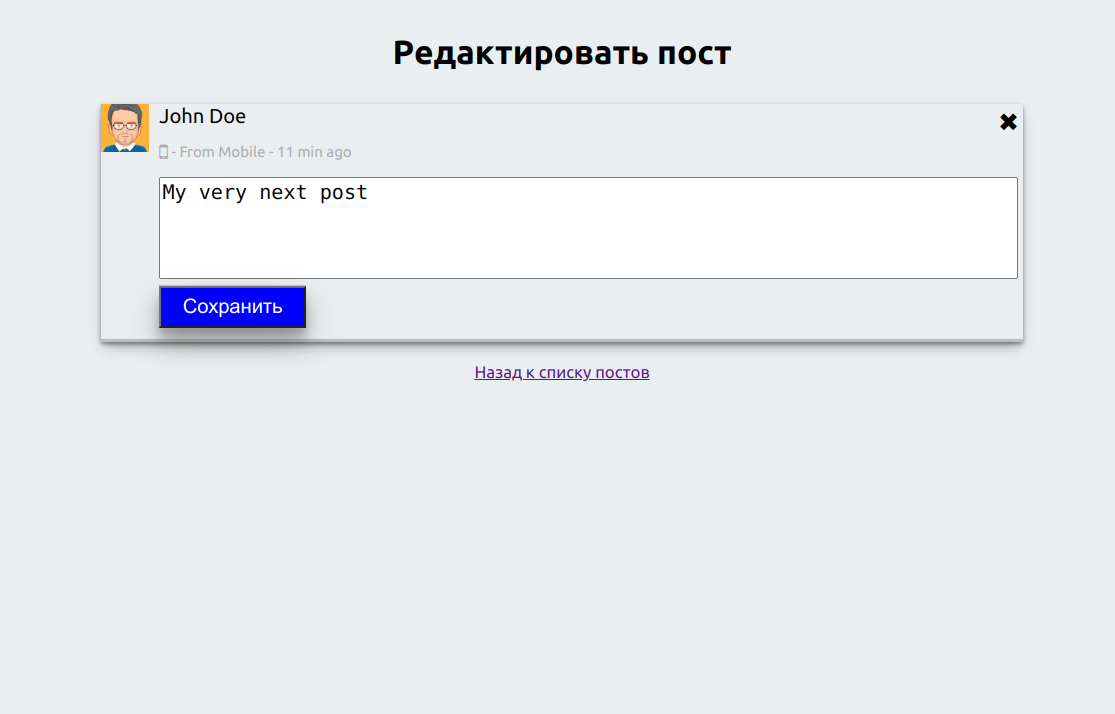 Редактировать пост
John Doe
✖
- From Mobile - 11 min ago
My very next post
Сохранить
Назад к списку постов